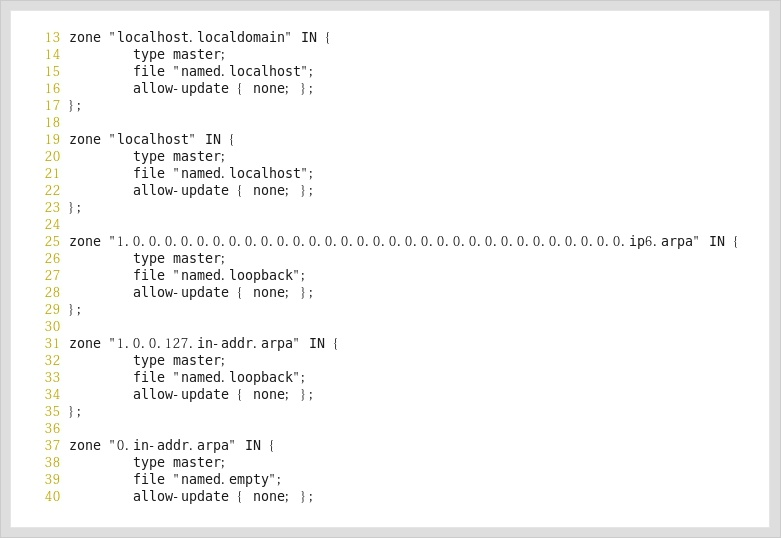 13 zone "localhost.localdomain" IN {
14         type master;
15         file "named.localhost";
16         allow-update { none; };
17 };
18
19 zone "localhost" IN {
20         type master;
21         file "named.localhost";
22         allow-update { none; };
23 };
24
25 zone "1.0.0.0.0.0.0.0.0.0.0.0.0.0.0.0.0.0.0.0.0.0.0.0.0.0.0.0.0.0.0.0.ip6.arpa" IN {
26         type master;
27         file "named.loopback";
28         allow-update { none; };
29 };
30
31 zone "1.0.0.127.in-addr.arpa" IN {
32         type master;
33         file "named.loopback";
34         allow-update { none; };
35 };
36
37 zone "0.in-addr.arpa" IN {
38         type master;
39         file "named.empty";
40         allow-update { none; };